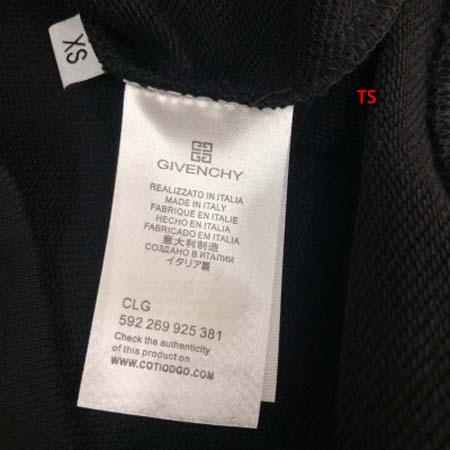 XS
TS
GIVENCHY
REALIZZATO IN ITALIA
MADE IN ITALY
FABRIQUE EN ITALIE
HECHO EN ITALIA
FABRICADO EM ITALIA
意大利制造
СОЗДАНО В ИТАЛИИ
イタリア製
CLG
592 269 925 381
Check the authenticity
of this product on
WWW.COTIODGO.COM